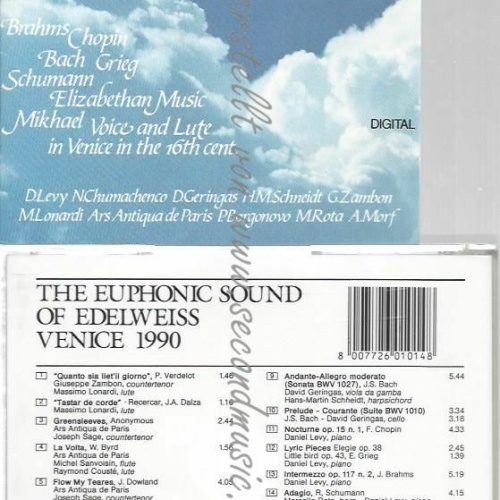 Brahms Chopin
Bach Grieg
Schumann
Elizabethan Music
Mikhael Voice and Lute
in Venice in the 16th cent
DIGITAL
D.Levy N.Chumachenco D.Geringas H.M.Schneidt G.Zambon
M.Lonardi Ars Antiqua de Paris P.Borgonovo M.Rota A.Morf
THE EUPHONIC SOUND
OF EDELWEISS
VENICE 1990
8 007726 010148
1 "Quanto sia liet'il giorno", P. Verdelot 1.46
Giuseppe Zambon, countertenor
Massimo Lonardi, lute
2 "Tastar de corde" - Recercar, J.A. Dalza 1.16
Massimo Lonardi, lute
3 Greensleeves, Anonymous 2.44
Ars Antiqua de Paris
Joseph Sage, countertenor
4 La Volta, W. Byrd
Ars Antiqua de Paris
Michel Sanvoisin, flute
Raymond Cousté, lute
5 Flow My Teares, J. Dowland 4.05
Ars Antiqua de Paris
Joseph Sage, countertenor
9 Andante-Allegro moderato 5.44
(Sonata BWV 1027), J.S. Bach
David Geringas, viola da gamba
Hans-Martin Schneidt, harpsichord
10 Prelude - Courante (Suite BWV 1010) 3.34
J.S. Bach - David Geringas, cello 3.18
11 Nocturne op. 15 n. 1, F. Chopin 4.33
Daniel Levy, piano
12 Lyric Pieces Elegie op. 38 2.45
Little bird op. 43, E. Grieg 1.39
Daniel Levy, piano
13 Intermezzo op. 117 n. 2, J. Brahms 5.19
Daniel Levy, piano
14 Adagio, R. Schumann 4.15